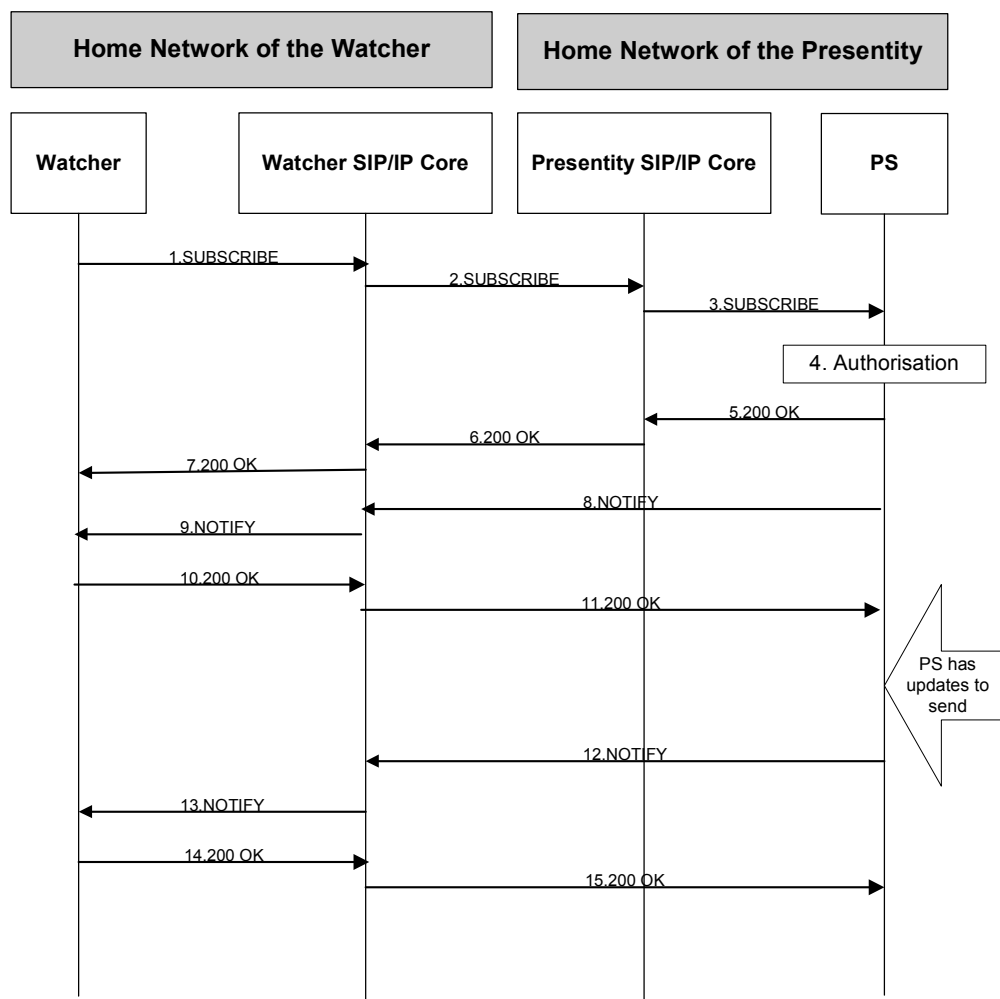 Home Network of the Watcher
Home Network of the Presentity
Watcher
Watcher SIP/IP Core
Presentity SIP/IP Core
PS
1.SUBSCRIBE
2.SUBSCRIBE
3.SUBSCRIBE
4. Authorisation
5.200 OK
6.200 OK
7.200 OK
8.NOTIFY
9.NOTIFY
10.200 OK
11.200 OK
PS has
updates to
send
12.NOTIFY
13.NOTIFY
14.200 OK
15.200 OK